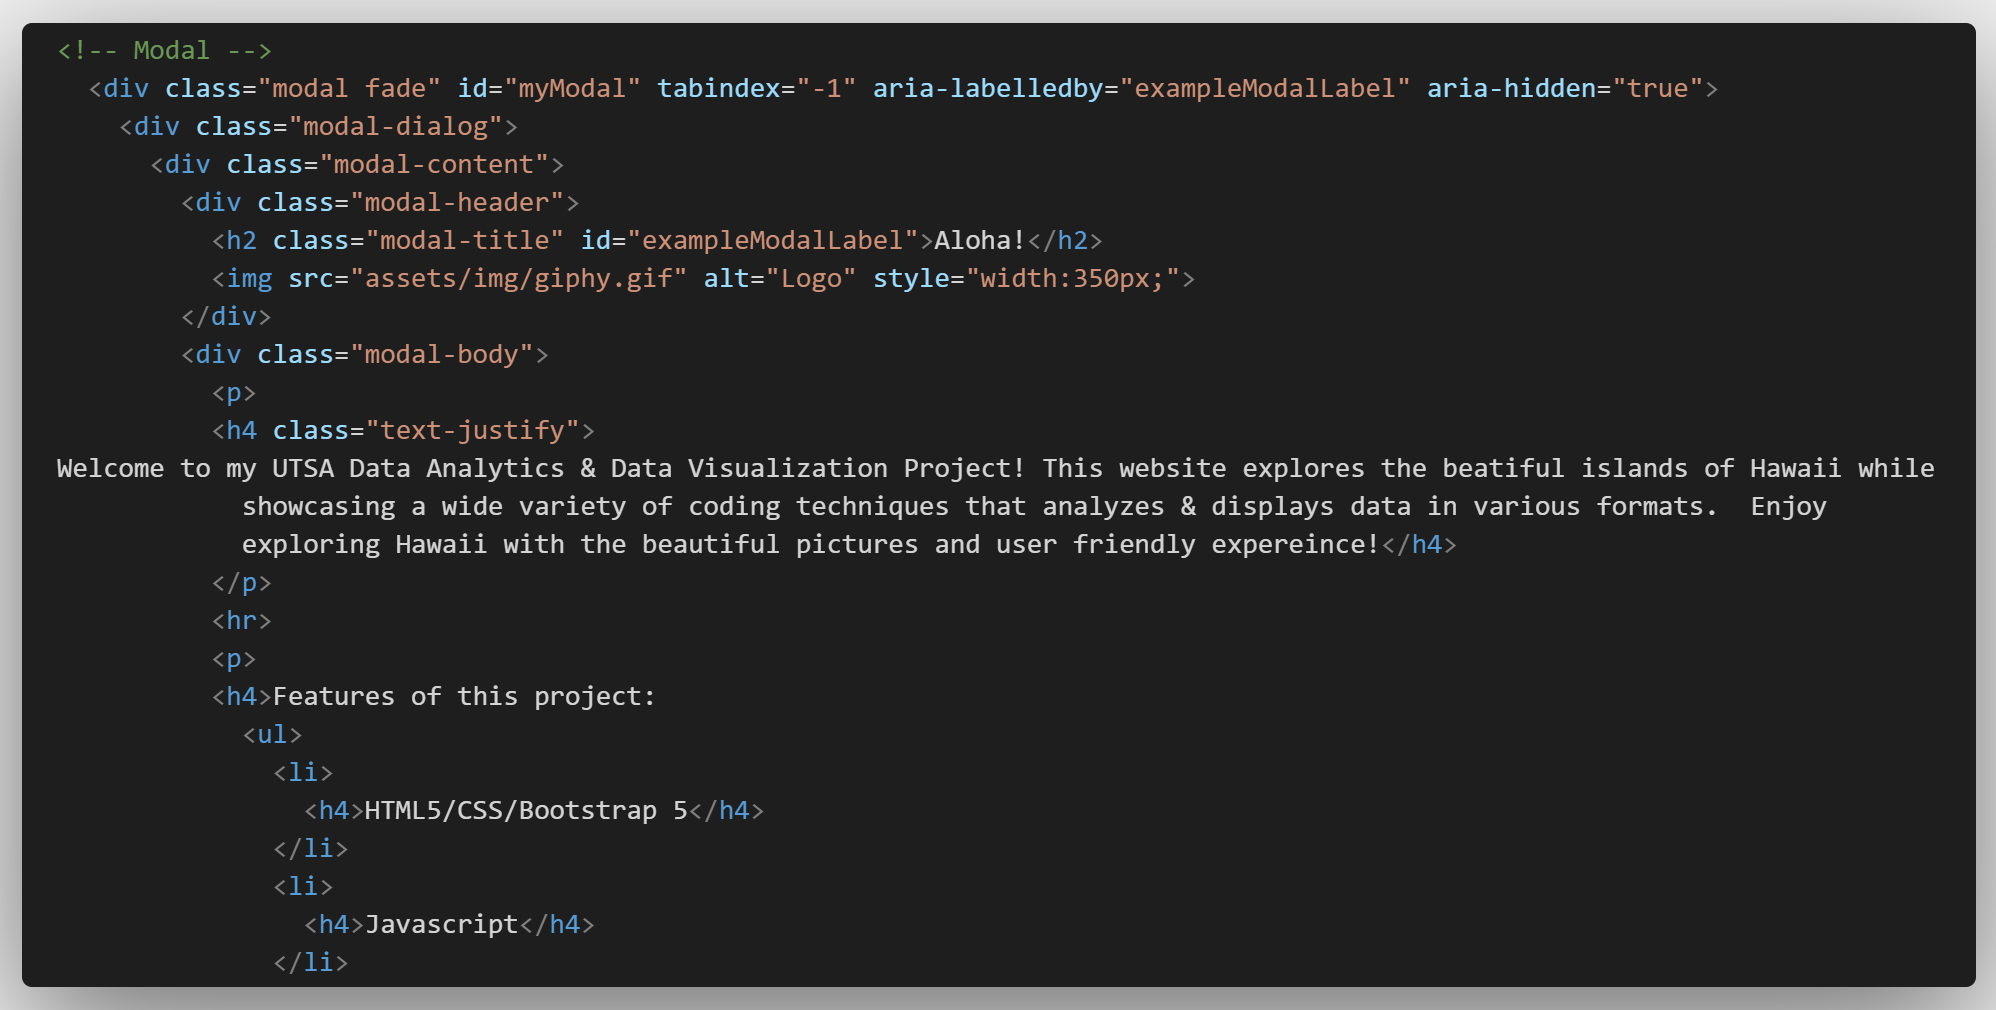 <!-- Modal -->
<div class="modal fade" id="myModal" tabindex="-1" aria-labelledby="exampleModalLabel" aria-hidden="true">
<div class="modal-dialog">
<div class="modal-content">
<div class="modal-header">
<h2 class="modal-title" id="exampleModalLabel">Aloha!</h2>
<img src="assets/img/giphy.gif" alt="Logo" style="width:350px;">
</div>
<div class="modal-body">
<p>
<h4 class="text-justify">
Welcome to my UTSA Data Analytics & Data Visualization Project! This website explores the beatiful islands of Hawaii while
showcasing a wide variety of coding techniques that analyzes & displays data in various formats.  Enjoy
exploring Hawaii with the beautiful pictures and user friendly expereince!</h4>
</p>
<hr>
<p>
<h4>Features of this project:
<ul>
<li>
<h4>HTML5/CSS/Bootstrap 5</h4>
</li>
<li>
<h4>Javascript</h4>
</li>